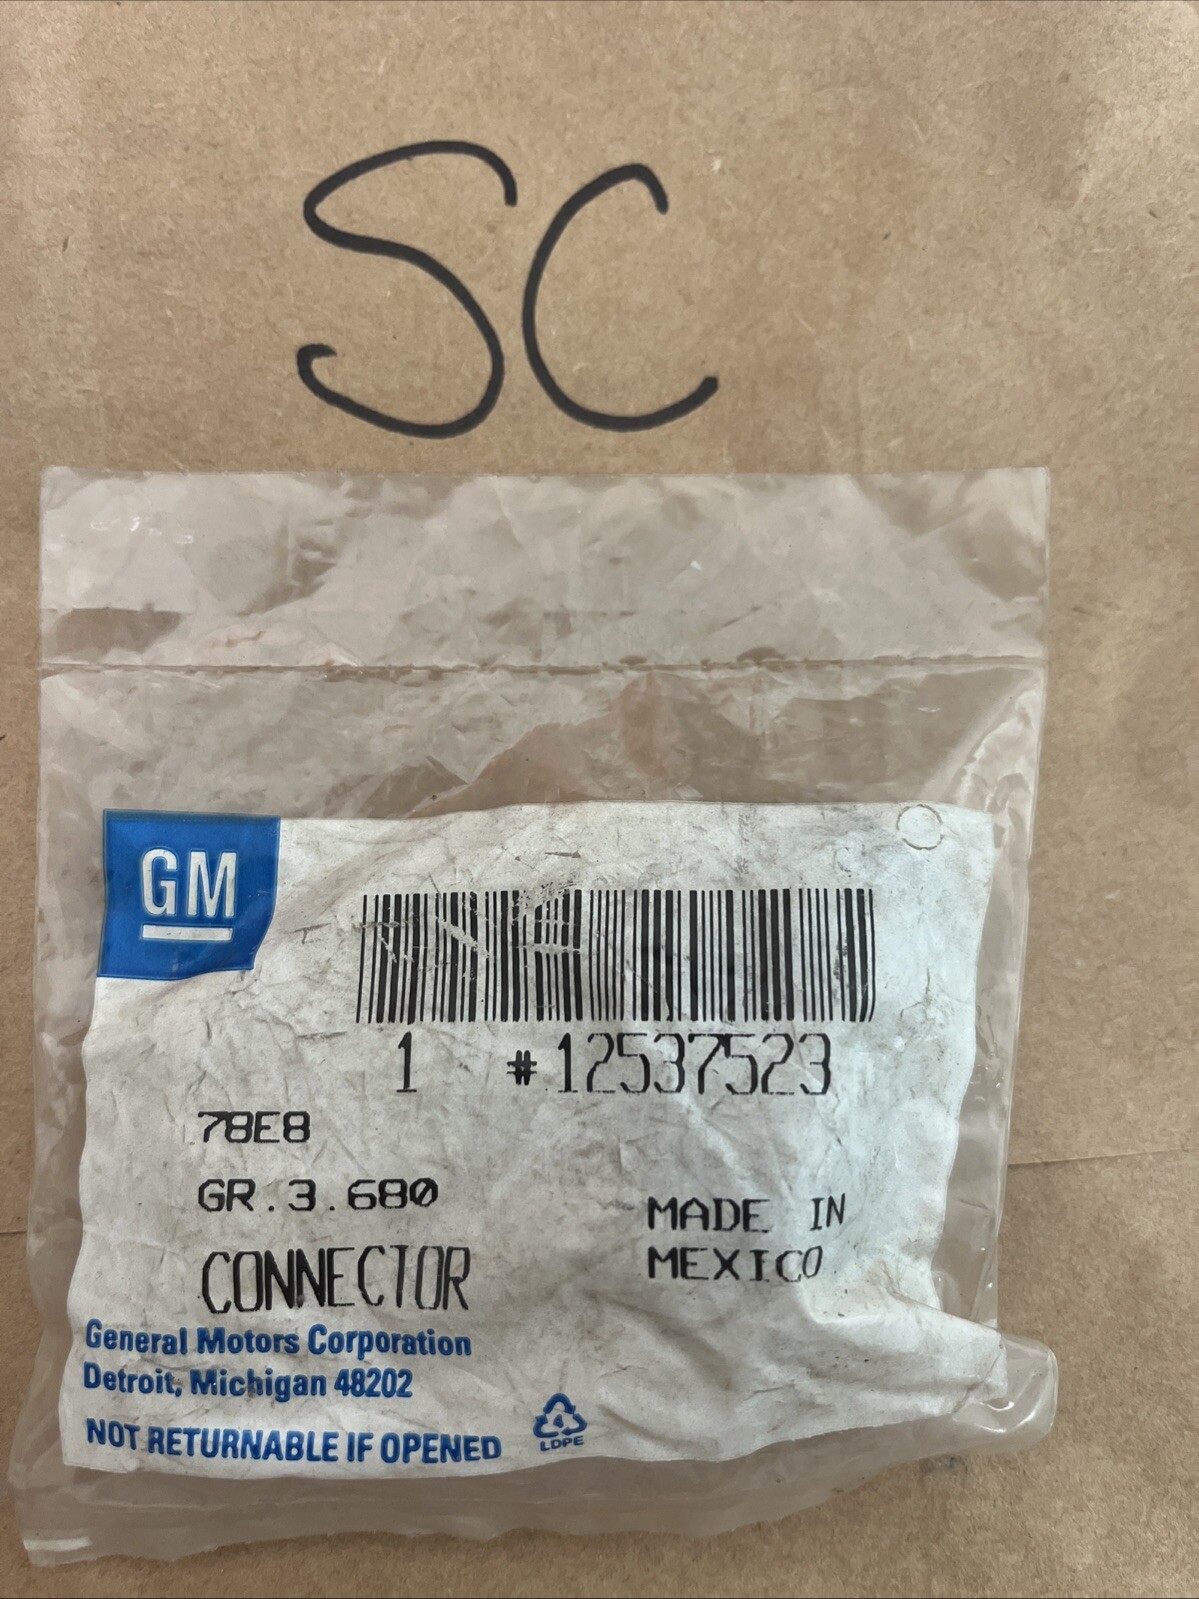 SC
GM
1 #12537523
78E8
GR.3.680
MADE IN
MEXICO
CONNECTOR
General Motors Corporation
Detroit, Michigan 48202
NOT RETURNABLE IF OPENED
4
LDPE